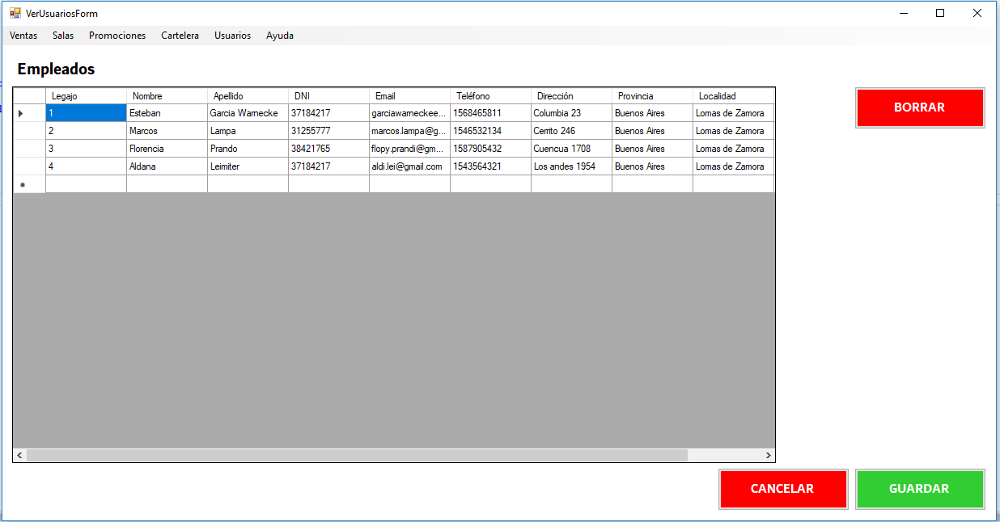 VerUsuariosForm
Ventas Salas Promociones Cartelera Usuarios Ayuda
Empleados
Legajo Nombre Apellido DNI Email Teléfono Dirección Provincia Localidad
1 Esteban Garcia Warnecke 37184217 garciawarneckee... 1568465811 Columbia 23 Buenos Aires Lomas de Zamora
2 Marcos Lampa 31255777 marcos.lampa@g... 1546532134 Cerrito 246 Buenos Aires Lomas de Zamora
3 Florencia Prando 38421765 flopy.prandi@gm... 1587905432 Cuencua 1708 Buenos Aires Lomas de Zamora
4 Aldana Leimiter 37184217 aldi.lei@gmail.com 1543564321 Los andes 1954 Buenos Aires Lomas de Zamora
BORRAR
CANCELAR GUARDAR